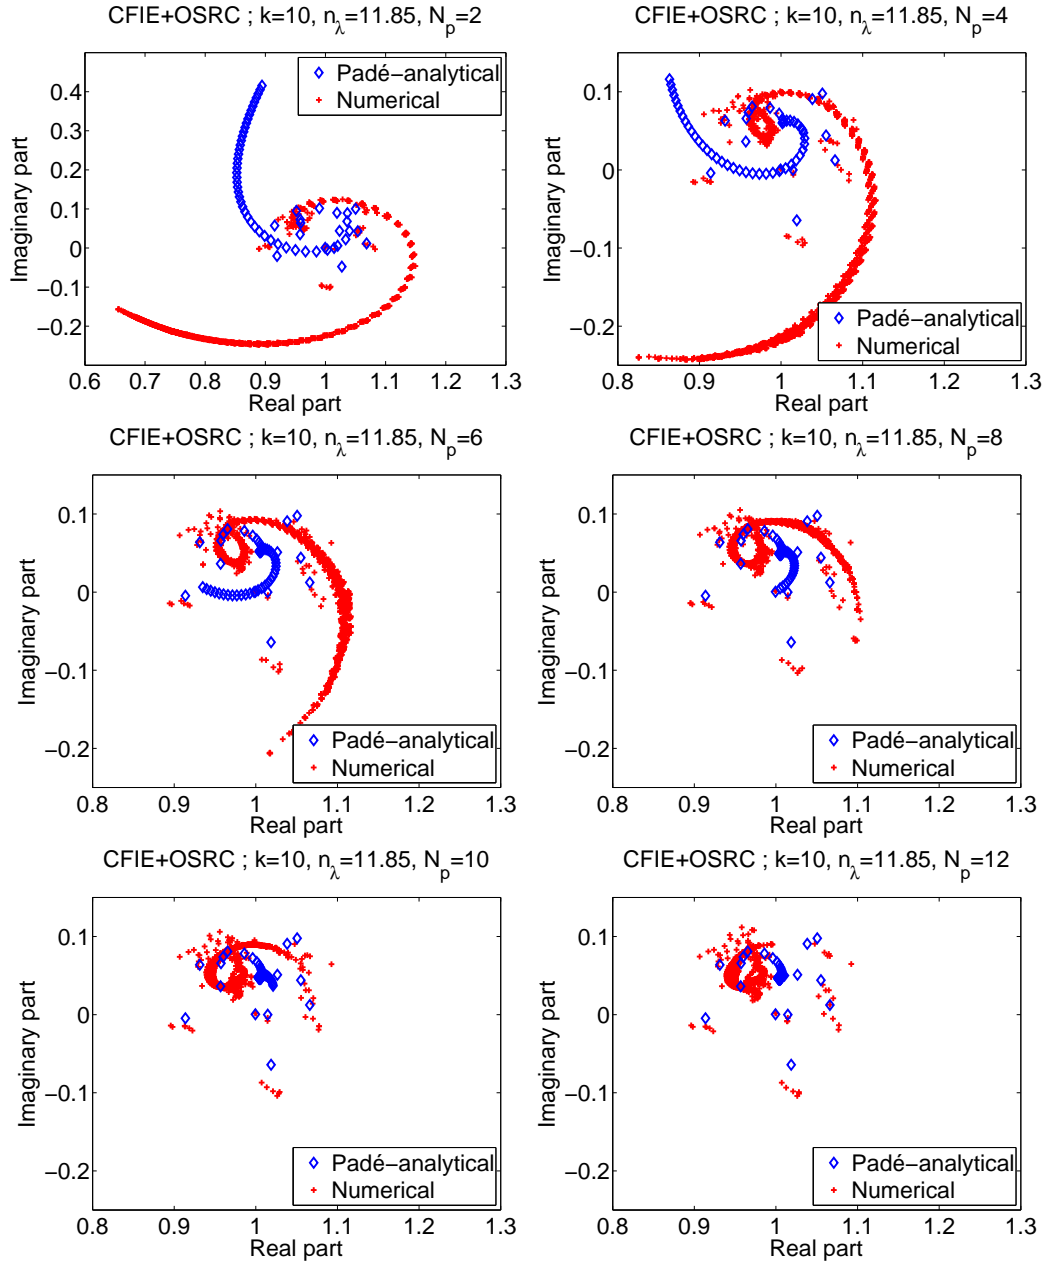 CFIE+OSRC ; k=10, nλ=11.85, Np=2
Imaginary part
0.4
0.3
0.2
0.1
0
−0.1
−0.2
Padé−analytical
Numerical
0.6 0.7 0.8 0.9 1 1.1 1.2 1.3
Real part
CFIE+OSRC ; k=10, nλ=11.85, Np=4
Imaginary part
0.1
0
−0.1
−0.2
Padé−analytical
Numerical
0.8 0.9 1 1.1 1.2 1.3
Real part
CFIE+OSRC ; k=10, nλ=11.85, Np=6
Imaginary part
0.1
0
−0.1
−0.2
Padé−analytical
Numerical
0.8 0.9 1 1.1 1.2 1.3
Real part
CFIE+OSRC ; k=10, nλ=11.85, Np=8
Imaginary part
0.1
0
−0.1
−0.2
Padé−analytical
Numerical
0.8 0.9 1 1.1 1.2 1.3
Real part
CFIE+OSRC ; k=10, nλ=11.85, Np=10
Imaginary part
0.1
0
−0.1
−0.2
Padé−analytical
Numerical
0.8 0.9 1 1.1 1.2 1.3
Real part
CFIE+OSRC ; k=10, nλ=11.85, Np=12
Imaginary part
0.1
0
−0.1
−0.2
Padé−analytical
Numerical
0.8 0.9 1 1.1 1.2 1.3
Real part